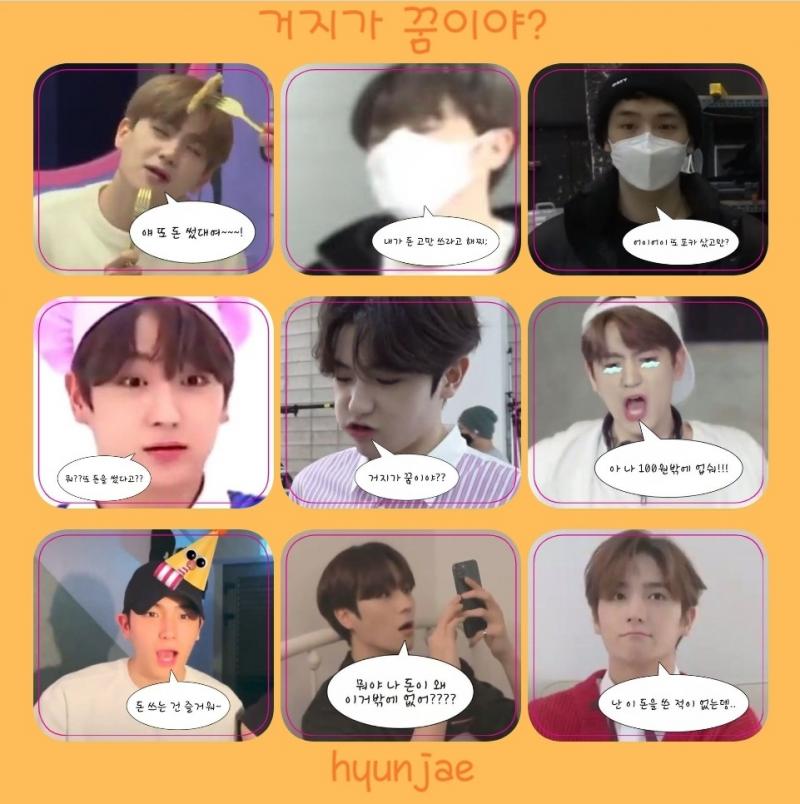 거지가 꿈이야?
얘 또 돈 썼대여~~~!
내가 돈 고만 쓰라고 해찌;
어이어이 또 포카 샀고만?
뭐??또 돈을 썼다고??
거지가 꿈이야??
아 나 100원밖에 업쉬!!!
돈 쓰는 건 즐거워~
뭐야 나 돈이 왜
이거밖에 없어????
난 이 돈을 쓴 적이 없는뎅..
hyunjae